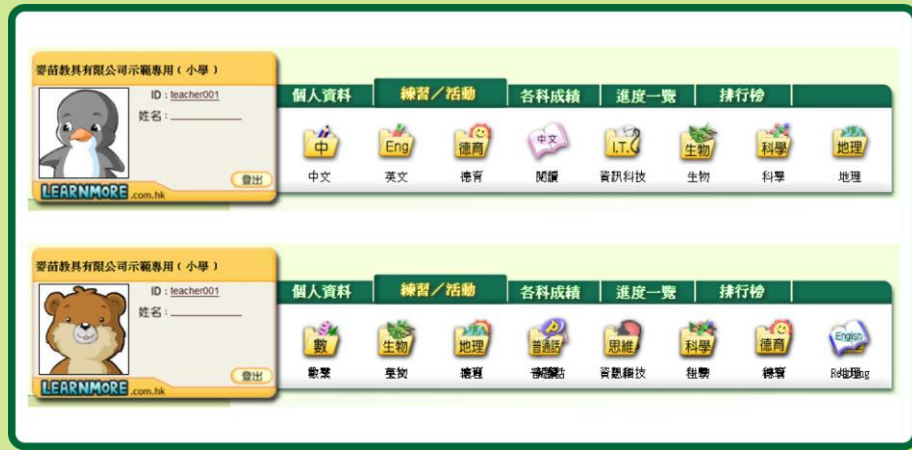 麥苗教具有限公司示範專用(小學)
ID : teacher001
姓名 :
登出
LEARNMORE.com.hk
個人資料 練習/活動 各科成績 進度一覽 排行榜
中 Eng 德育 中文 I.T. 生物 科學 地理
中文 英文 德育 閱讀 資訊科技 生物 科學 地理
麥苗教具有限公司示範專用(小學)
ID : teacher001
姓名 :
登出
LEARNMORE.com.hk
個人資料 練習/活動 各科成績 進度一覽 排行榜
數 生物 地理 普通話 思維 科學 德育 English